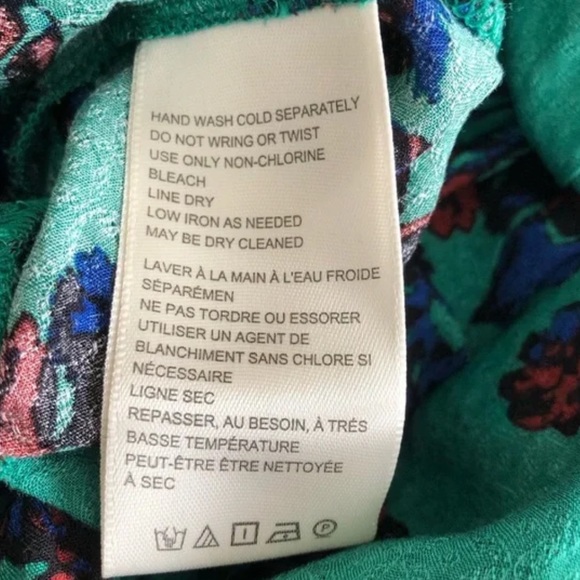 HAND WASH COLD SEPARATELY
DO NOT WRING OR TWIST
USE ONLY NON-CHLORINE
BLEACH
LINE DRY
LOW IRON AS NEEDED
MAY BE DRY CLEANED
LAVER À LA MAIN À L'EAU FROIDE
SÉPARÉMEN
NE PAS TORDRE OU ESSORER
UTILISER UN AGENT DE
BLANCHIMENT SANS CHLORE SI
NÉCESSAIRE
LIGNE SEC
REPASSER, AU BESOIN, À TRÉS
BASSE TEMPÉRATURE
PEUT-ÊTRE ÊTRE NETTOYÉE
À SEC
P